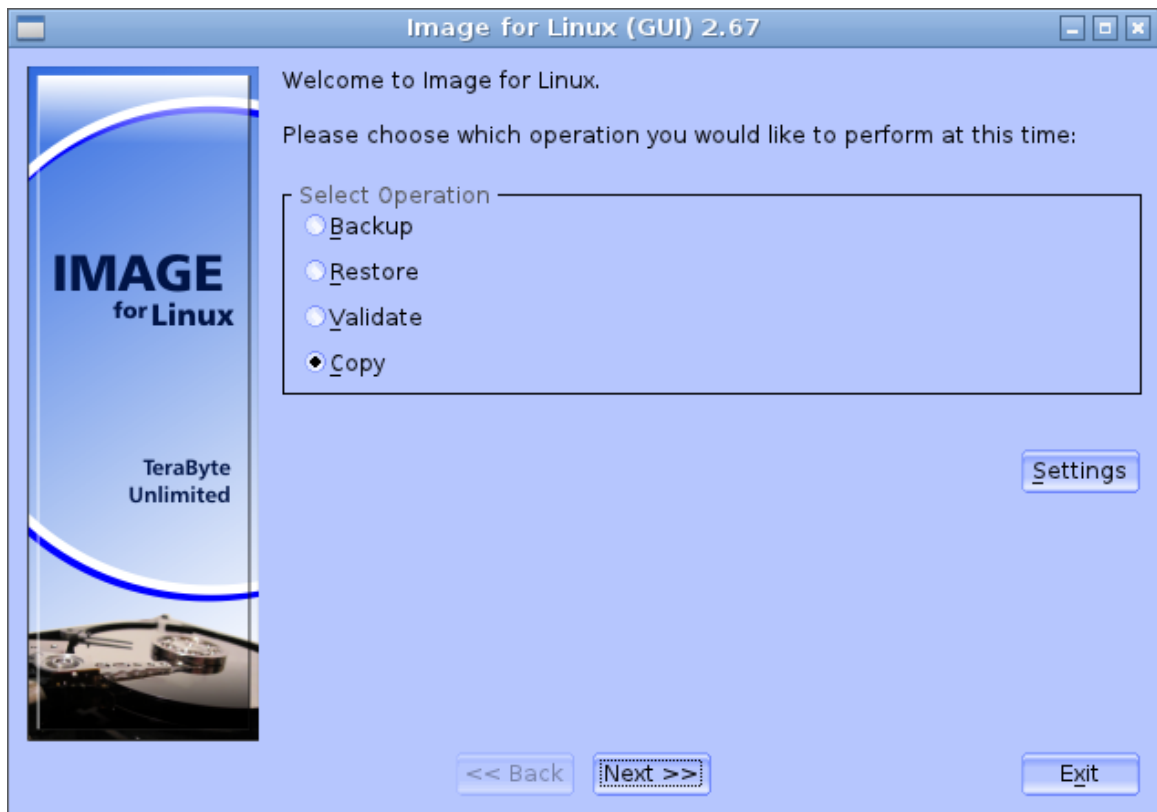 Image for Linux (GUI) 2.67
Welcome to Image for Linux.
Please choose which operation you would like to perform at this time:
Select Operation
Backup
Restore
Validate
Copy
IMAGE
for Linux
TeraByte
Unlimited
Settings
<< Back
Next >>
Exit